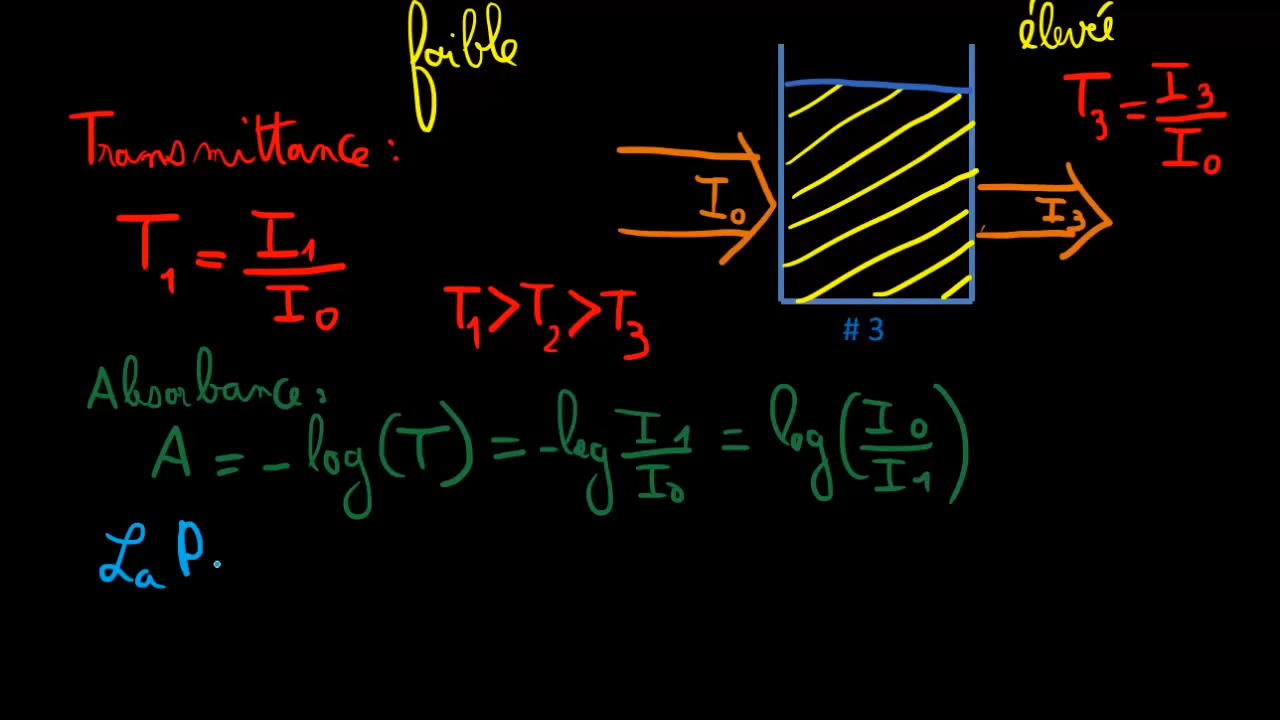 faible
élevé
T₃ = I₃/I₀
Transmittance :
I₀
I₃
T₁ = I₁/I₀
T₁ > T₂ > T₃
# 3
Absorbance :
A = - log (T) = - log I₁/I₀ = log (I₀/I₁)
La P.